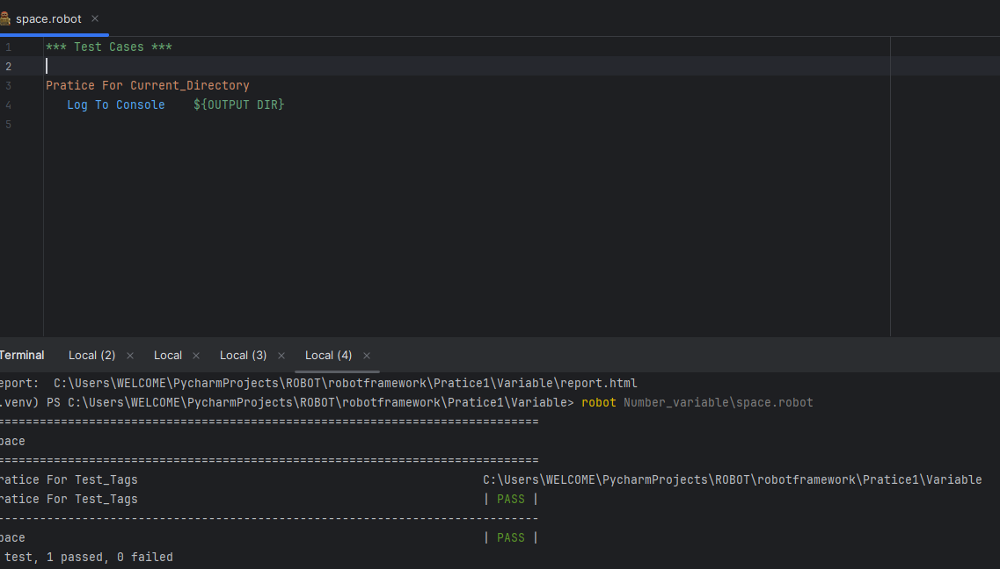 space.robot
1 *** Test Cases ***
2
3 Pratice For Current_Directory
4 Log To Console    ${OUTPUT DIR}
5
Terminal Local (2) Local Local (3) Local (4)
eport:  C:\Users\WELCOME\PycharmProjects\ROBOT\robotframework\Pratice1\Variable\report.html
.venv) PS C:\Users\WELCOME\PycharmProjects\ROBOT\robotframework\Pratice1\Variable> robot Number_variable\space.robot
==============================================================================
pace
==============================================================================
ratice For Test_Tags C:\Users\WELCOME\PycharmProjects\ROBOT\robotframework\Pratice1\Variable
ratice For Test_Tags | PASS |
------------------------------------------------------------------------------
pace | PASS |
test, 1 passed, 0 failed